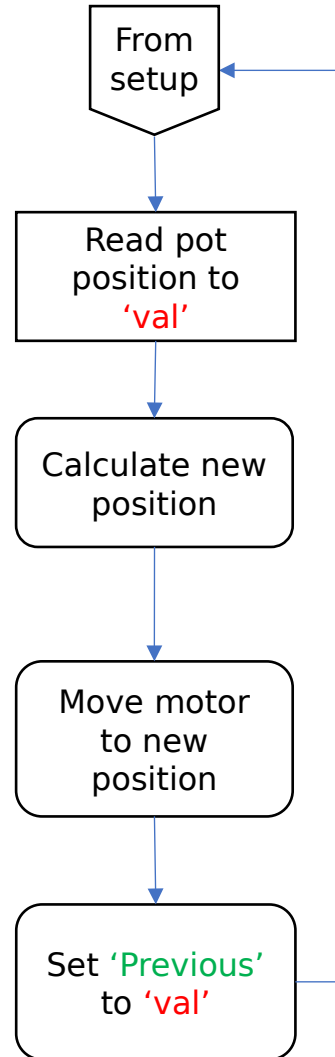 From
setup
Read pot
position to
‘val’
Calculate new
position
Move motor
to new
position
Set ‘Previous’
to ‘val’